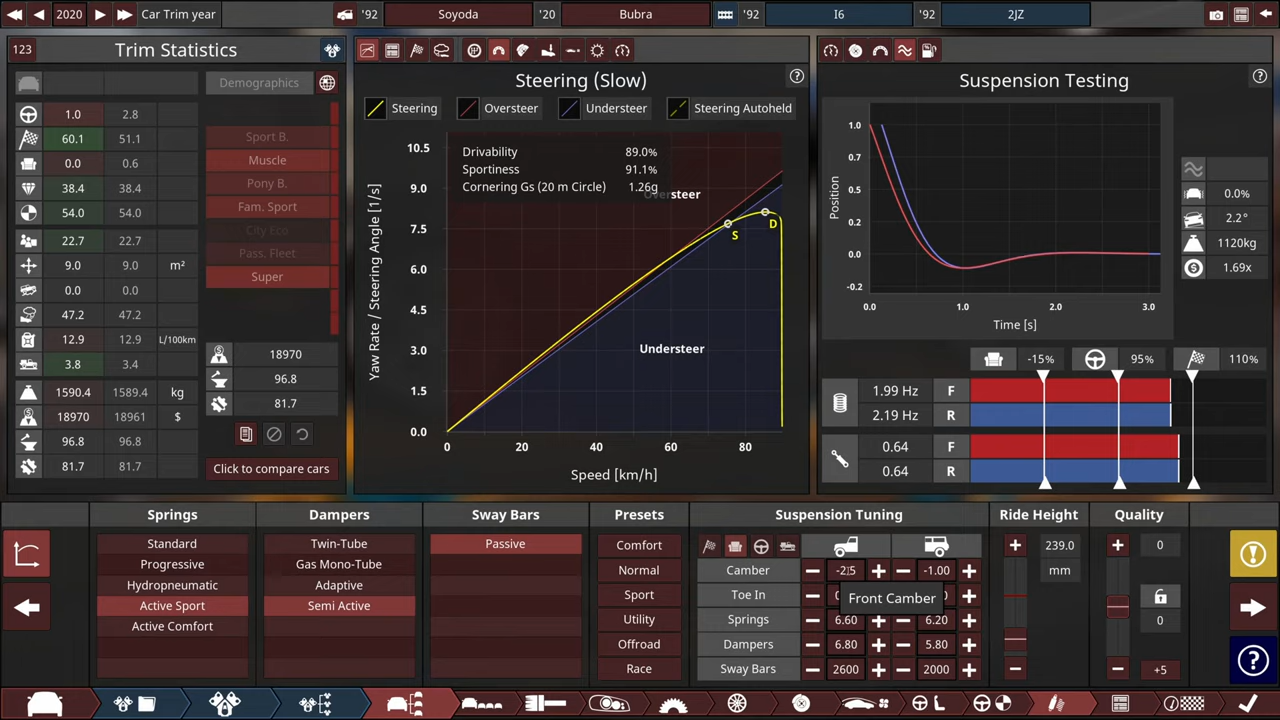 2020 Car Trim year '92 Soyoda '20 Bubra '92 I6 '92 2JZ
123 Trim Statistics
Demographics
1.0 2.8
60.1 51.1
0.0 0.6
38.4 38.4
54.0 54.0
22.7 22.7
9.0 9.0 m²
0.0 0.0
47.2 47.2
12.9 12.9 L/100km
3.8 3.4
1590.4 1589.4 kg
18970 18961 $
96.8 96.8
81.7 81.7
Sport B.
Muscle
Pony B.
Fam. Sport
City Eco
Pass. Fleet
Super
18970
96.8
81.7
Click to compare cars
Steering (Slow)
Steering Oversteer Understeer Steering Autoheld
Drivability 89.0%
Sportiness 91.1%
Cornering Gs (20 m Circle) 1.26g
Oversteer
Understeer
S
D
Yaw Rate / Steering Angle [1/s]
10.5
9.0
7.5
6.0
4.5
3.0
1.5
0.0
0 20 40 60 80
Speed [km/h]
Suspension Testing
Position
1.0
0.7
0.5
0.2
0.0
-0.2
0.0 1.0 2.0 3.0
Time [s]
0.0%
2.2°
1120kg
1.69x
-15% 95% 110%
1.99 Hz F
2.19 Hz R
0.64 F
0.64 R
Springs
Standard
Progressive
Hydropneumatic
Active Sport
Active Comfort
Dampers
Twin-Tube
Gas Mono-Tube
Adaptive
Semi Active
Sway Bars
Passive
Presets
Comfort
Normal
Sport
Utility
Offroad
Race
Suspension Tuning
Camber -2.5 -1.00
Toe In
Front Camber
Springs 6.60 6.20
Dampers 6.80 5.80
Sway Bars 2600 2000
Ride Height
239.0
mm
Quality
0
0
+5